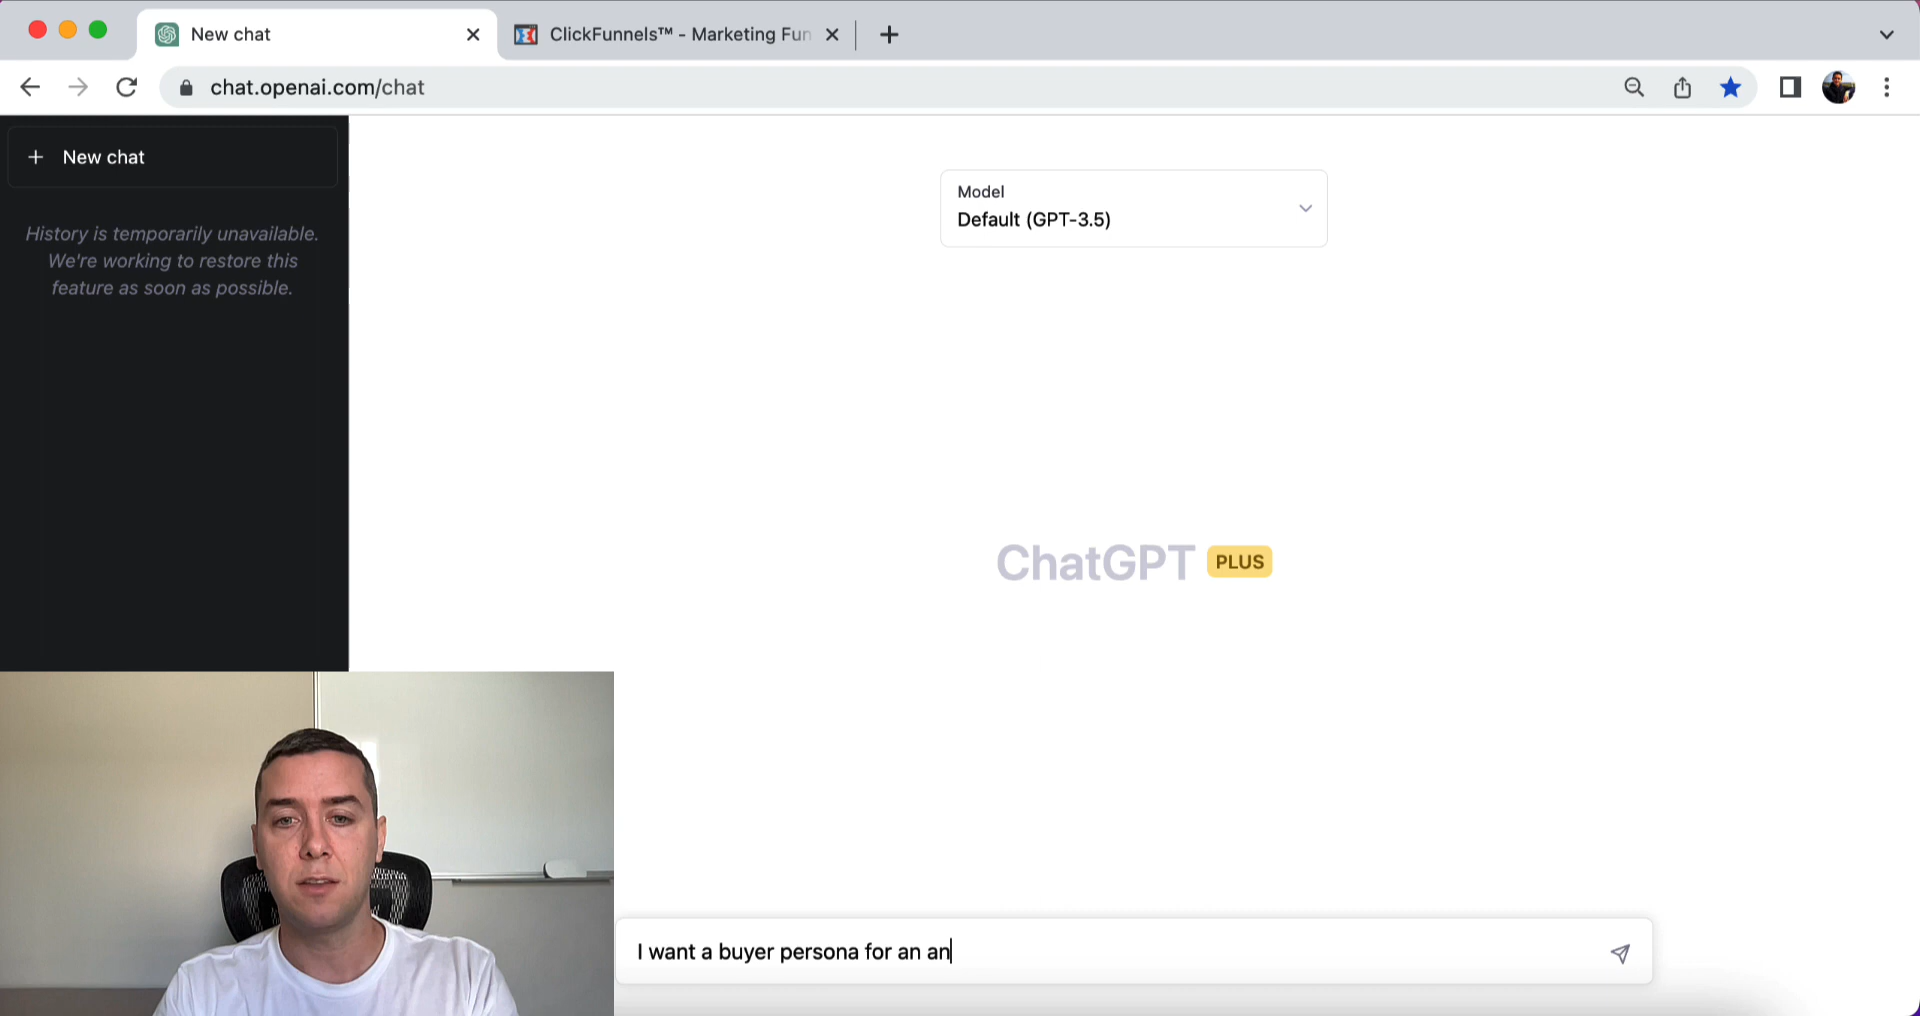 New chat
ClickFunnels™ - Marketing Fun
chat.openai.com/chat
New chat
History is temporarily unavailable.
We're working to restore this
feature as soon as possible.
Model
Default (GPT-3.5)
ChatGPT PLUS
I want a buyer persona for an an